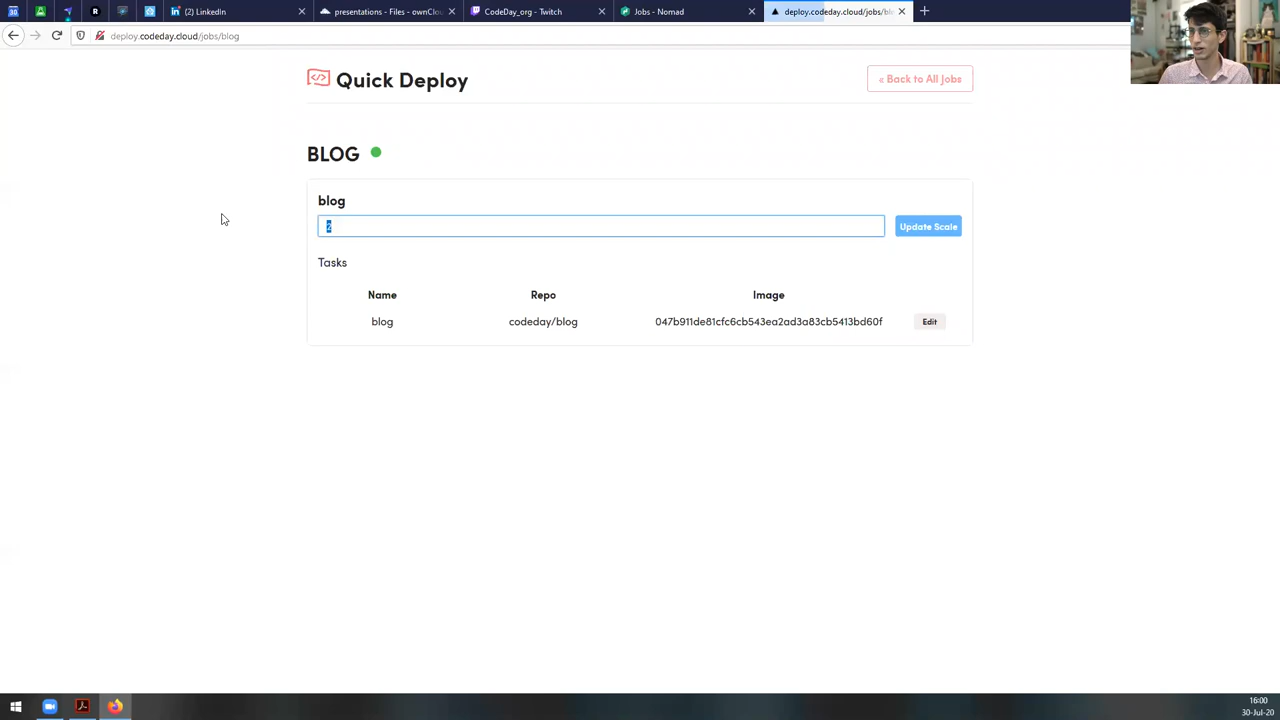 (2) LinkedIn
presentations - Files - ownClou
CodeDay_org - Twitch
Jobs - Nomad
deploy.codeday.cloud/jobs/bl
deploy.codeday.cloud/jobs/blog
Quick Deploy
« Back to All Jobs
BLOG
blog
2
Update Scale
Tasks
Name Repo Image
blog codeday/blog 047b911de81cfc6cb543ea2ad3a83cb5413bd60f Edit
16:00
30-Jul-20